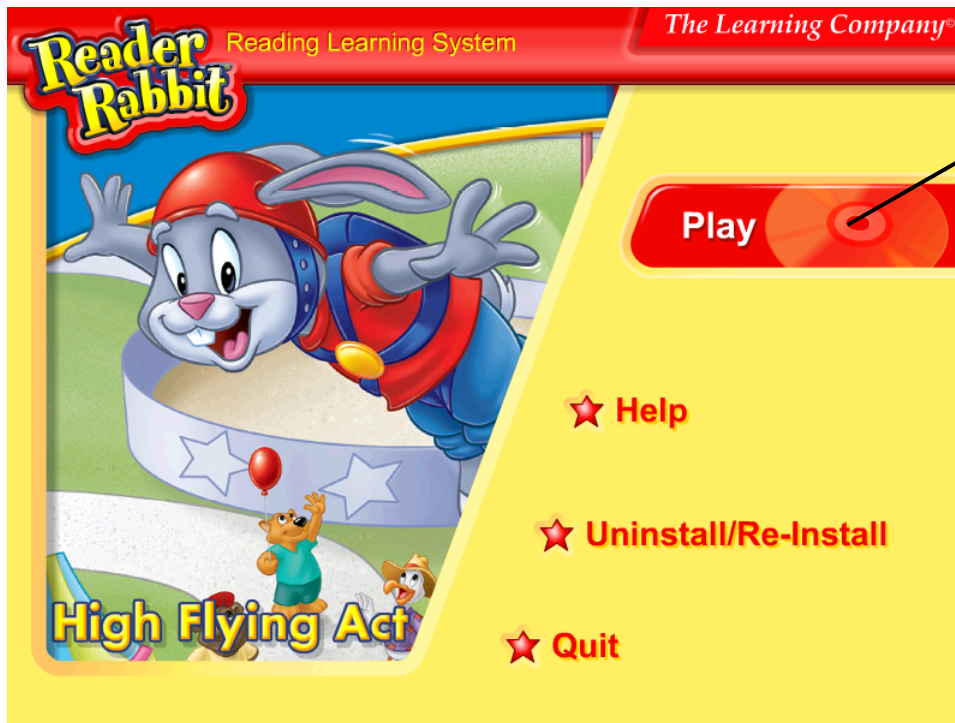 Reader
Rabbit
Reading Learning System
The Learning Company©
Play
Help
Uninstall/Re-Install
Quit
High Flying Act